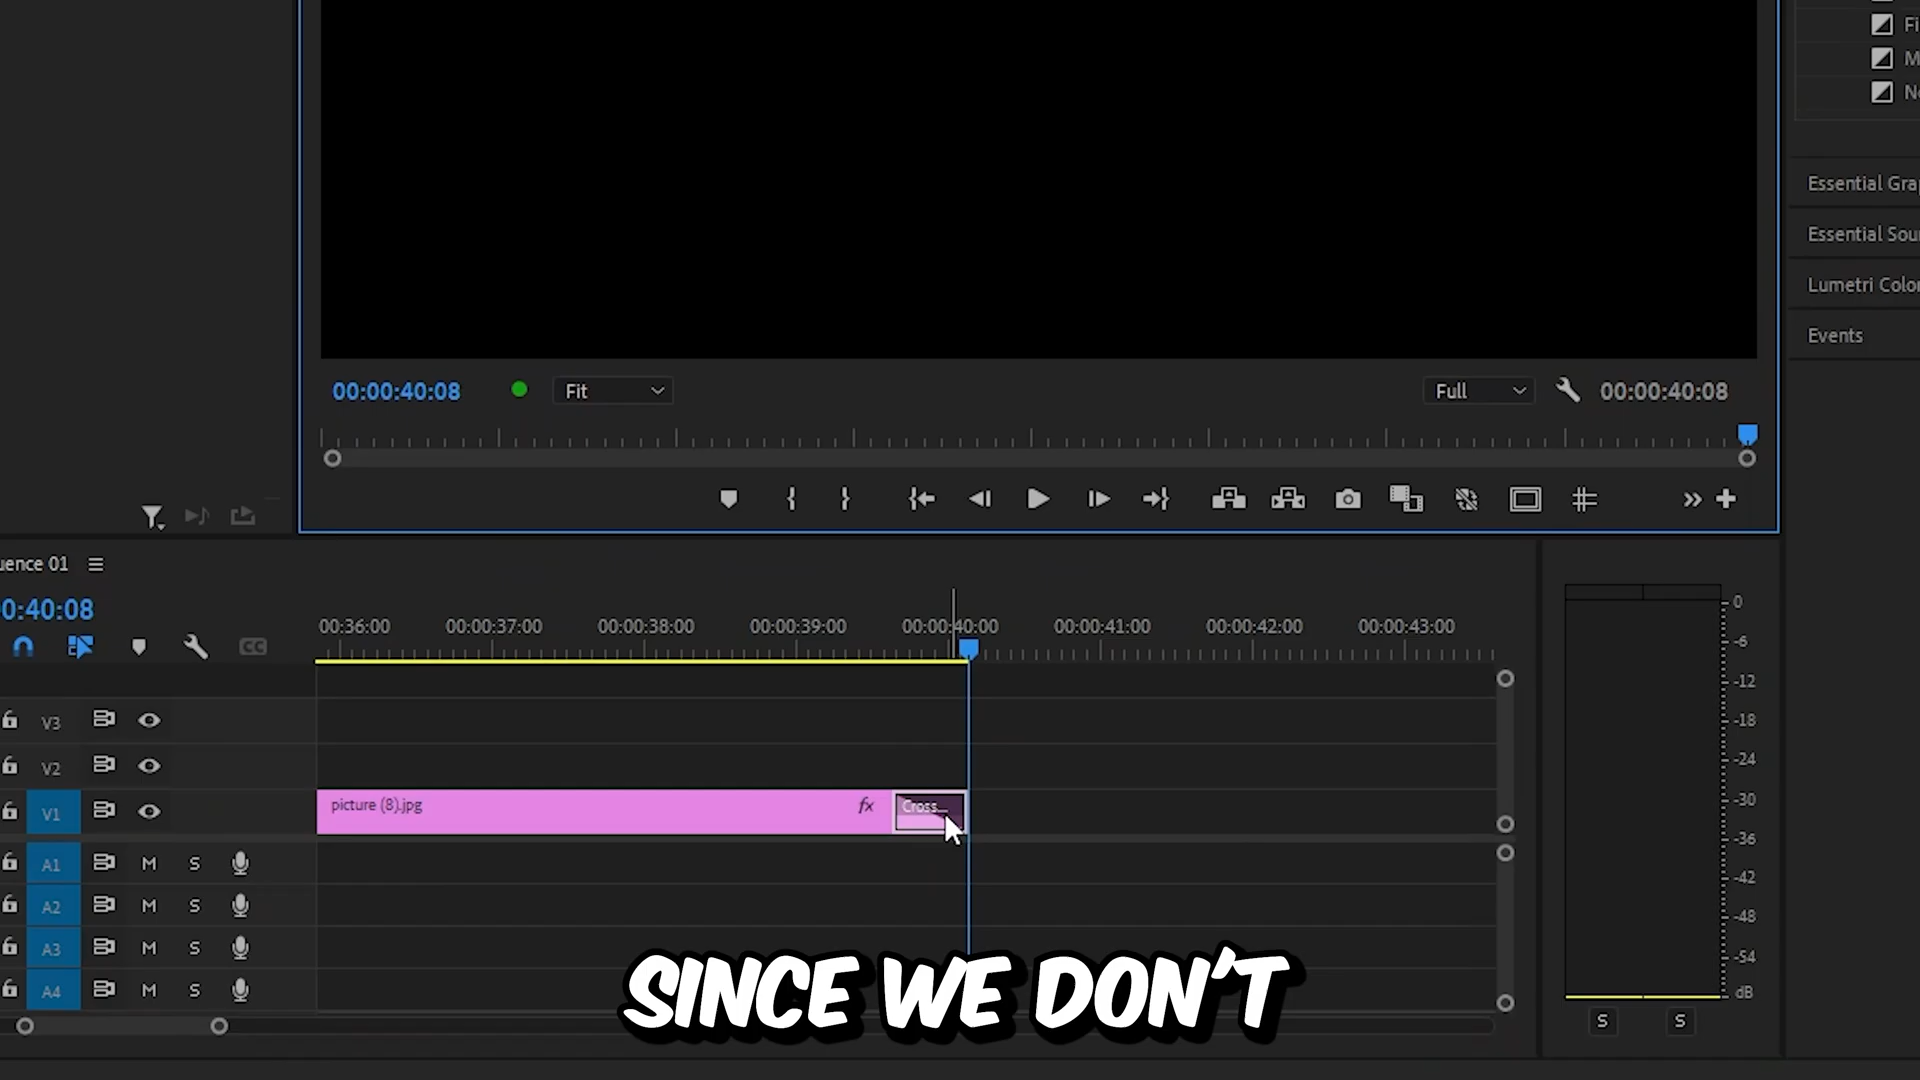 Fi
M
No
Essential Gra
Essential Sou
Lumetri Color
Events
00:00:40:08
Fit
Full
00:00:40:08
uence 01
0:40:08
00:36:00
00:00:37:00
00:00:38:00
00:00:39:00
00:00:40:00
00:00:41:00
00:00:42:00
00:00:43:00
CC
V3
V2
V1
picture (8).jpg
fx
Cross...
A1 M S
A2 M S
A3 M S
A4 M S
0
-6
-12
-18
-24
-30
-36
-42
-48
-54
dB
S S
SINCE WE DON'T